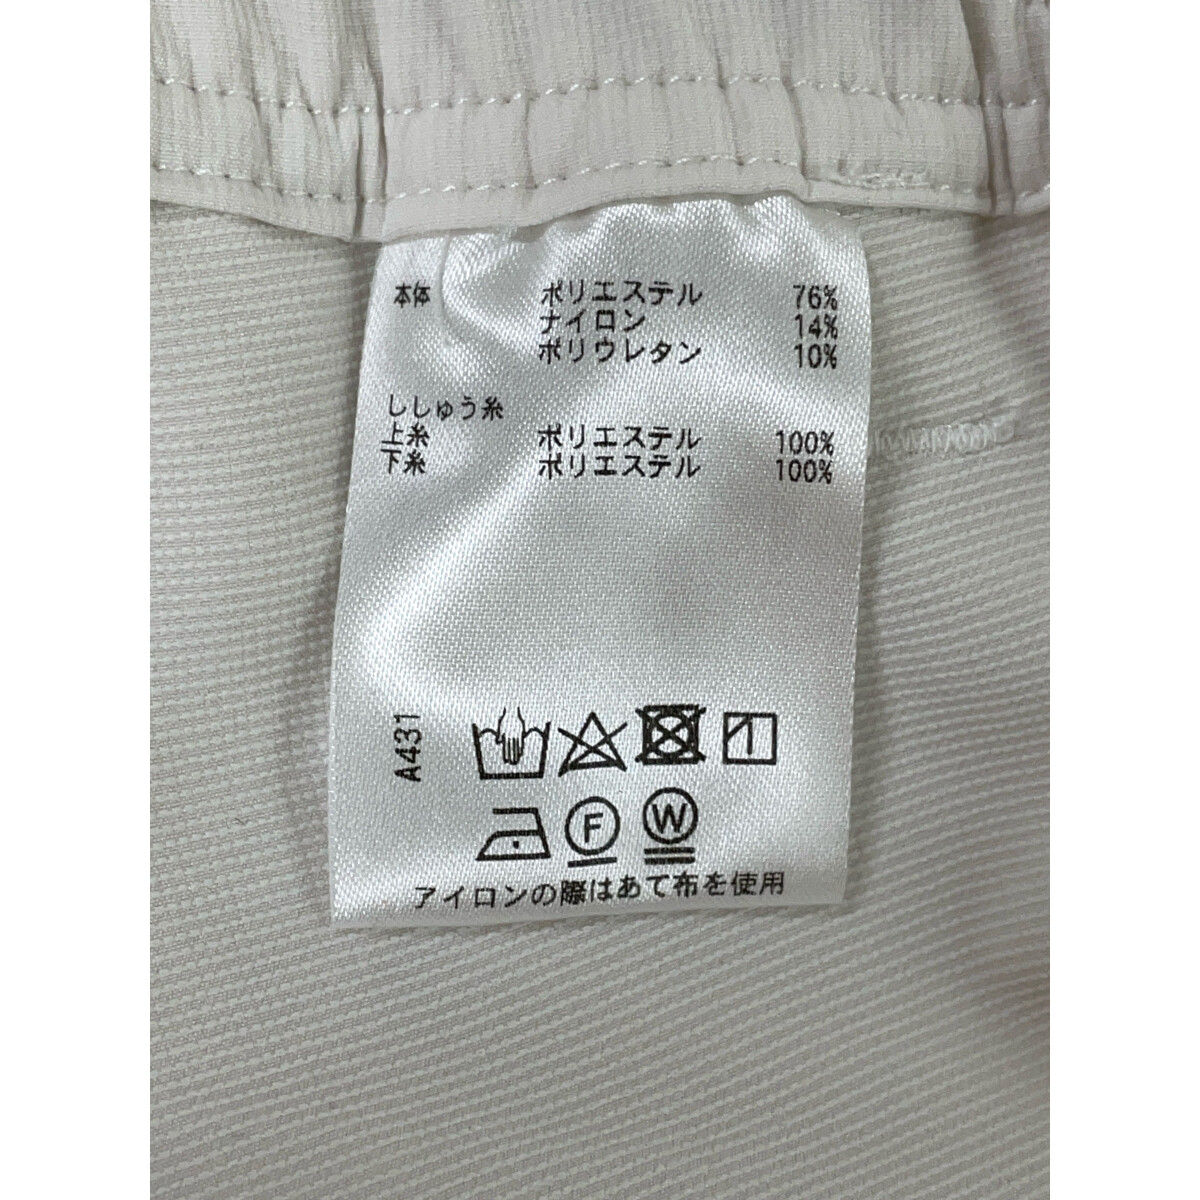 本体 ポリエステル 76%
ナイロン 14%
ポリウレタン 10%
ししゅう糸
上糸 ポリエステル 100%
下糸 ポリエステル 100%
A431
F W
アイロンの際はあて布を使用